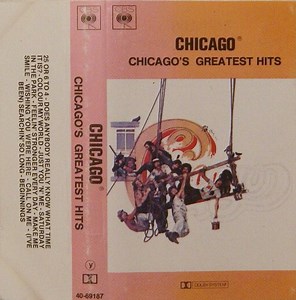 CBS
CBS
CHICAGO®
CHICAGO'S GREATEST HITS
CHICAGO®
CHICAGO'S GREATEST HITS
40-69187
25 OR 6 TO 4 - DOES ANYBODY REALLY KNOW WHAT TIME
IT IS? - COLOUR MY WORLD - JUST YOU 'N' ME - SATURDAY
IN THE PARK - FEELIN' STRONGER EVERY DAY - MAKE ME
SMILE - WISHING YOU WERE HERE - CALL ON ME - (I'VE
BEEN) SEARCHIN' SO LONG - BEGINNINGS